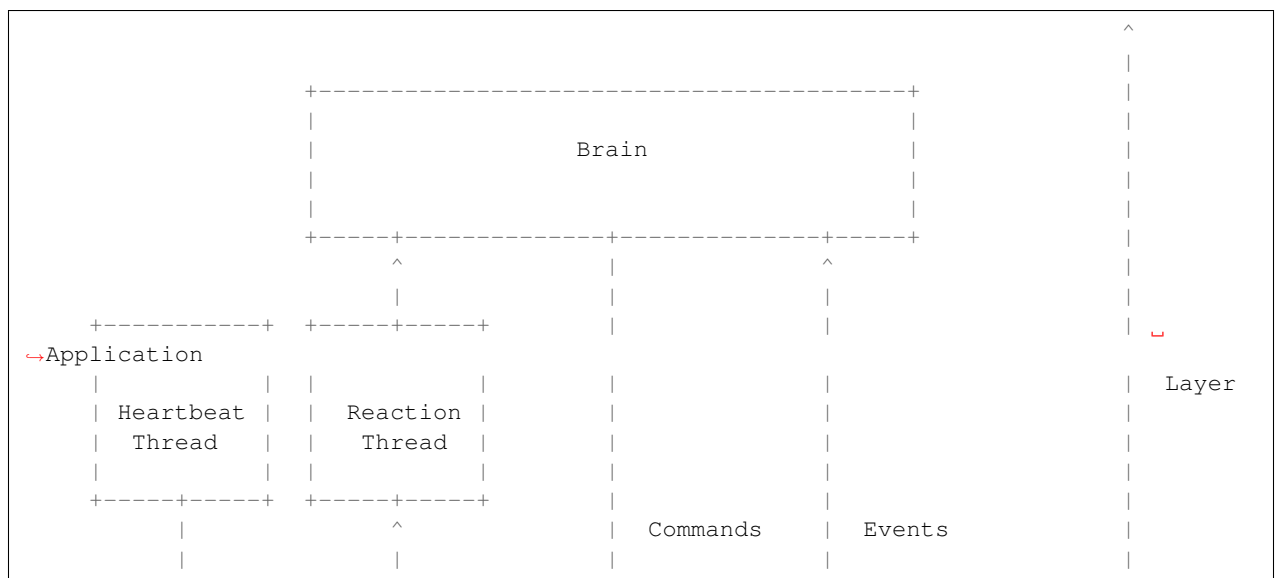 Brain
↪Application
Layer
Heartbeat Reaction
Thread Thread
Commands Events